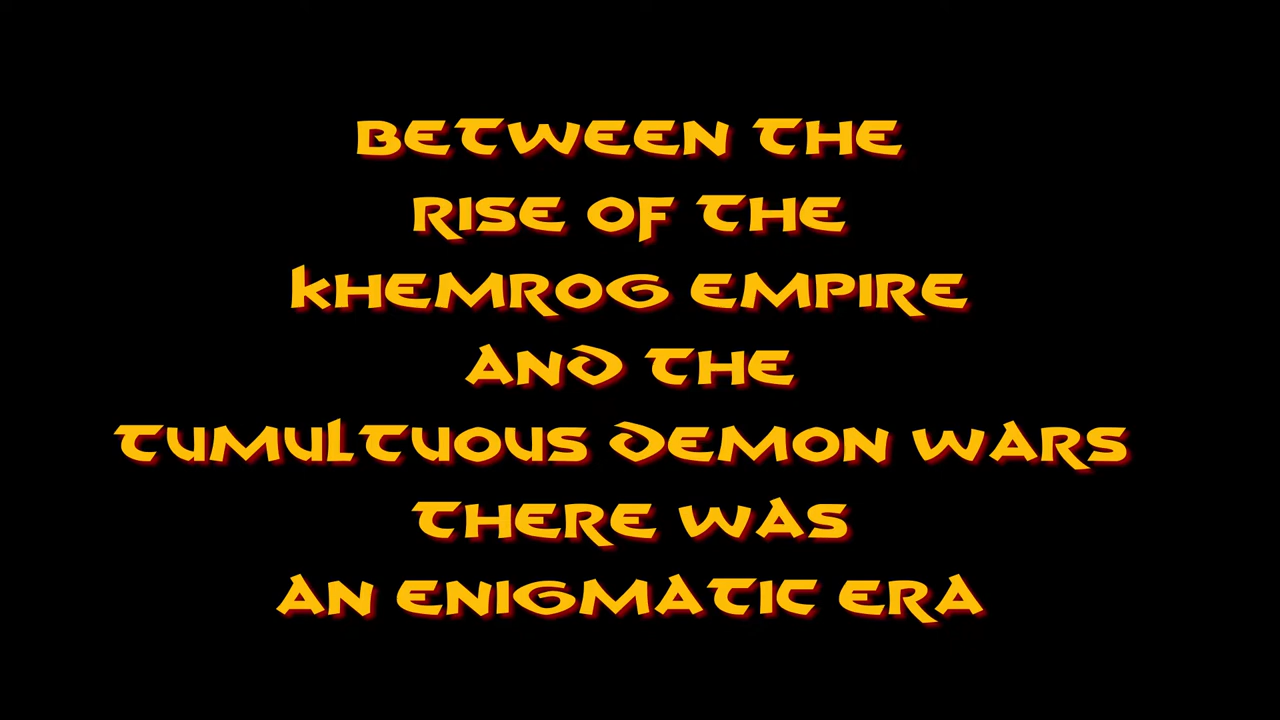 BETWEEN THE
RISE OF THE
KHEMROG EMPIRE
AND THE
TUMULTUOUS DEMON WARS
THERE WAS
AN ENIGMATIC ERA